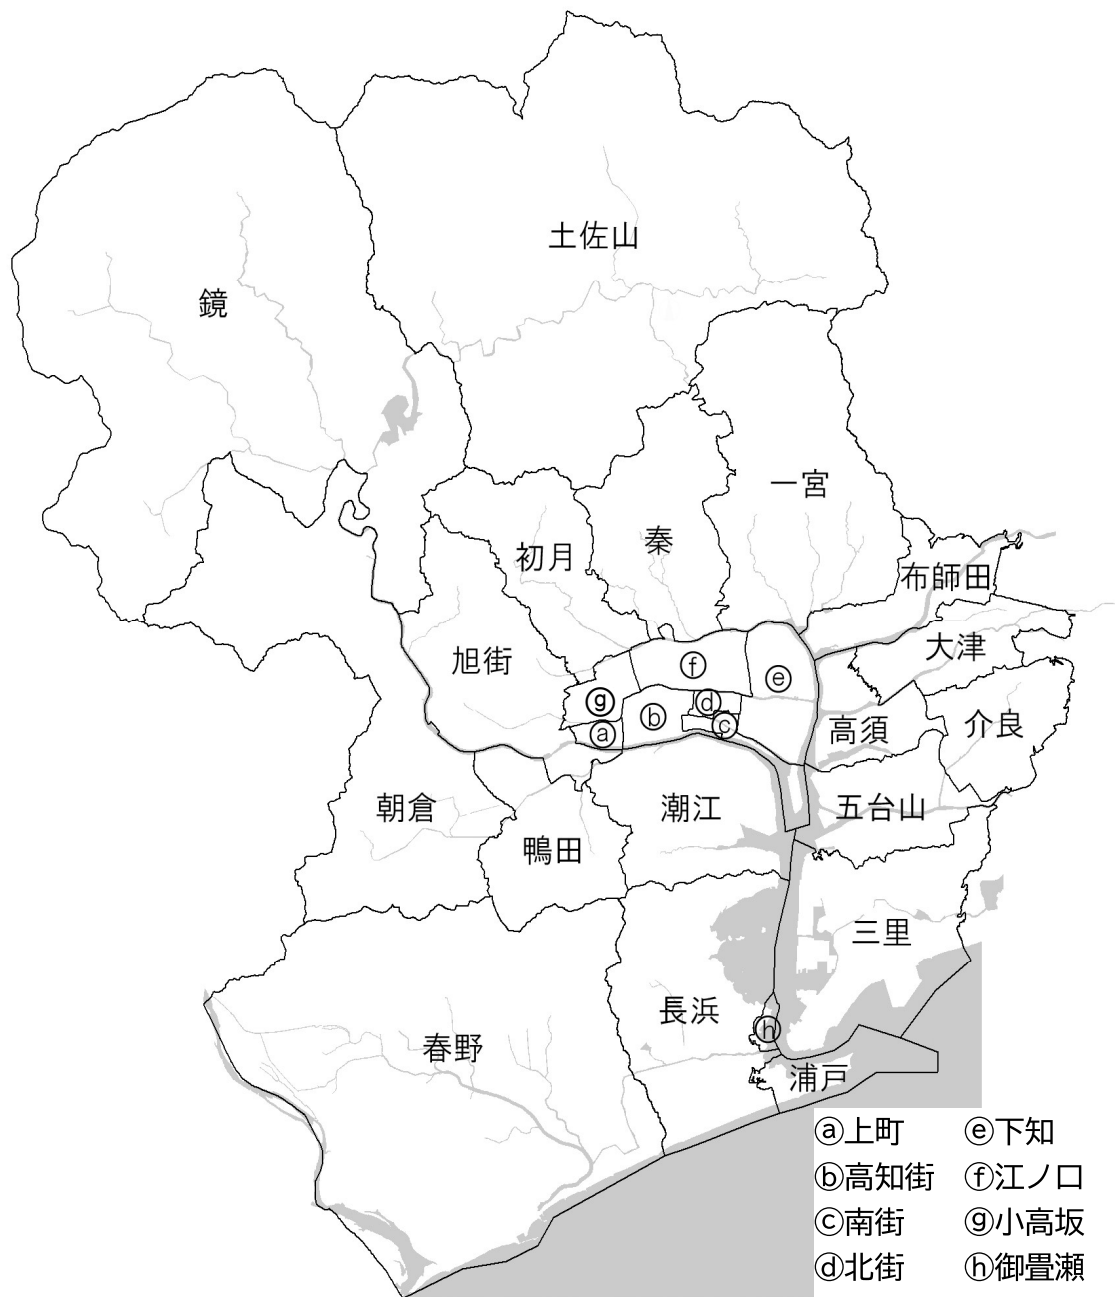 土佐山
鏡
一宮
秦
初月
布師田
大津
旭街
ⓕ
ⓔ
ⓖ
ⓓ
ⓑ
ⓒ
ⓐ
高須
介良
朝倉
潮江
五台山
鴨田
三里
長浜
ⓗ
春野
浦戸
ⓐ上町 ⓔ下知
ⓑ高知街 ⓕ江ノ口
ⓒ南街 ⓖ小高坂
ⓓ北街 ⓗ御畳瀬